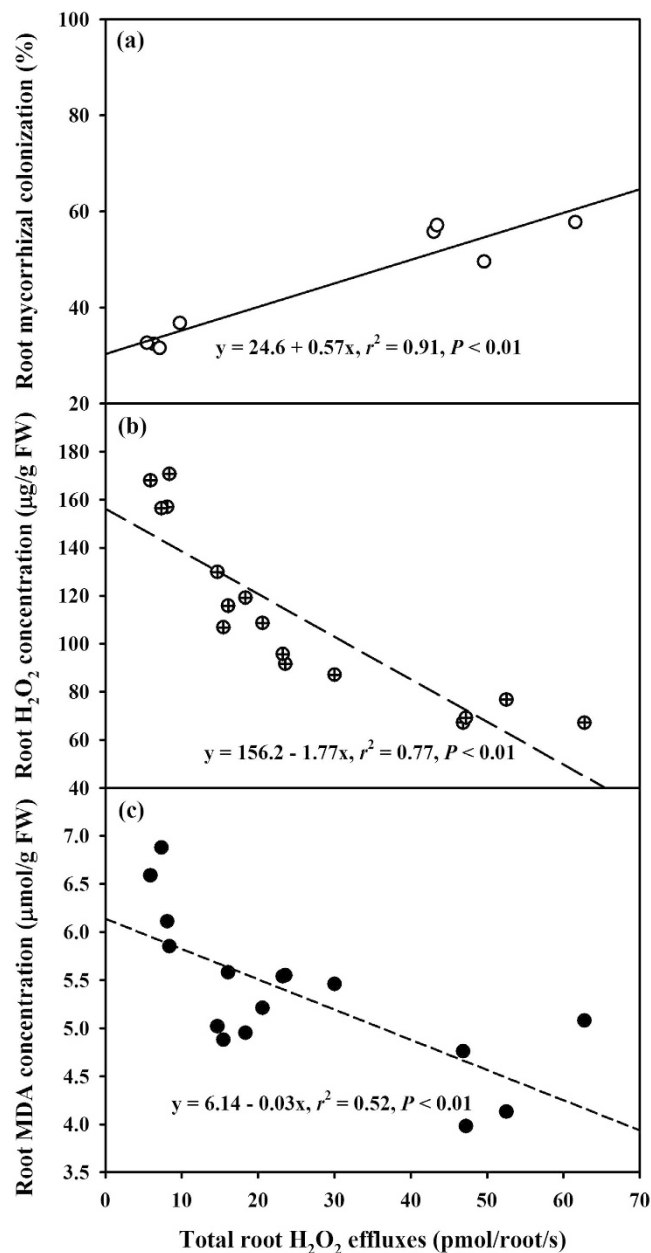 (a)
Root mycorrhizal colonization (%)
100
80
60
40
20
y = 24.6 + 0.57x, r² = 0.91, P < 0.01
(b)
Root H₂O₂ concentration (µg/g FW)
180
160
140
120
100
80
60
40
y = 156.2 - 1.77x, r² = 0.77, P < 0.01
(c)
Root MDA concentration (µmol/g FW)
7.0
6.5
6.0
5.5
5.0
4.5
4.0
3.5
y = 6.14 - 0.03x, r² = 0.52, P < 0.01
0 10 20 30 40 50 60 70
Total root H₂O₂ effluxes (pmol/root/s)